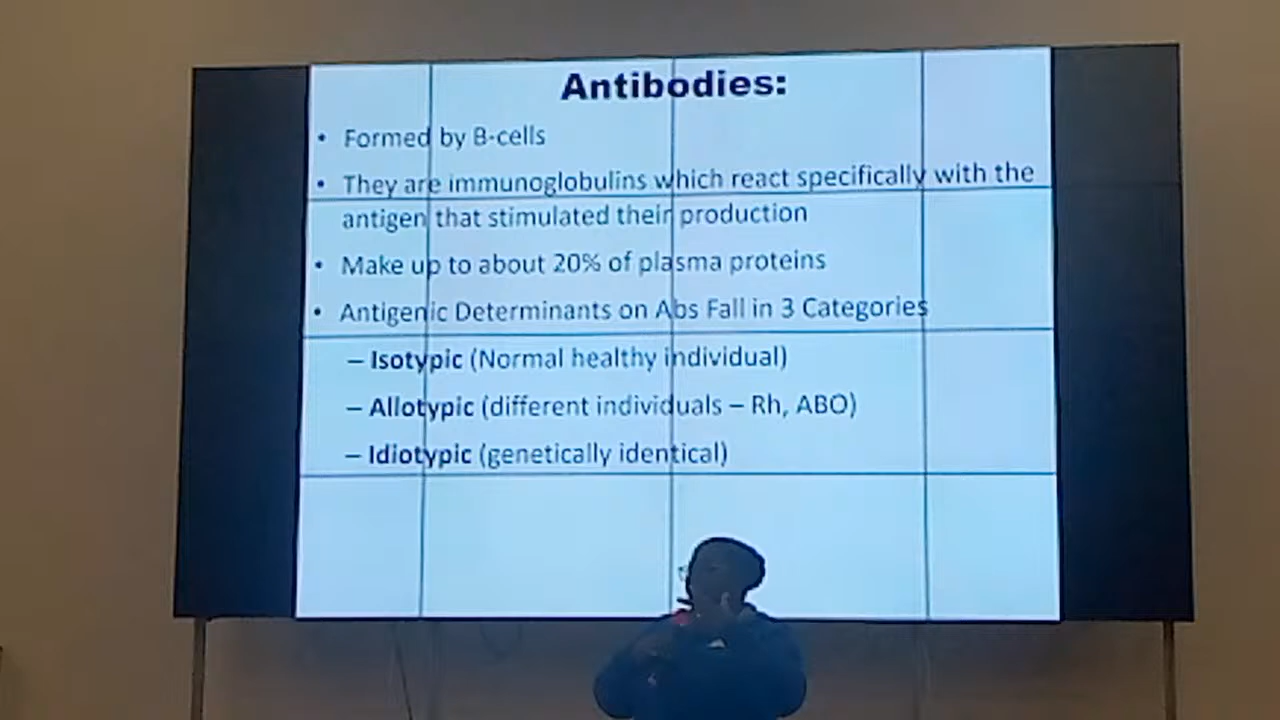 Antibodies:
• Formed by B-cells
• They are immunoglobulins which react specifically with the
antigen that stimulated their production
• Make up to about 20% of plasma proteins
• Antigenic Determinants on Abs Fall in 3 Categories
– Isotypic (Normal healthy individual)
– Allotypic (different individuals – Rh, ABO)
– Idiotypic (genetically identical)